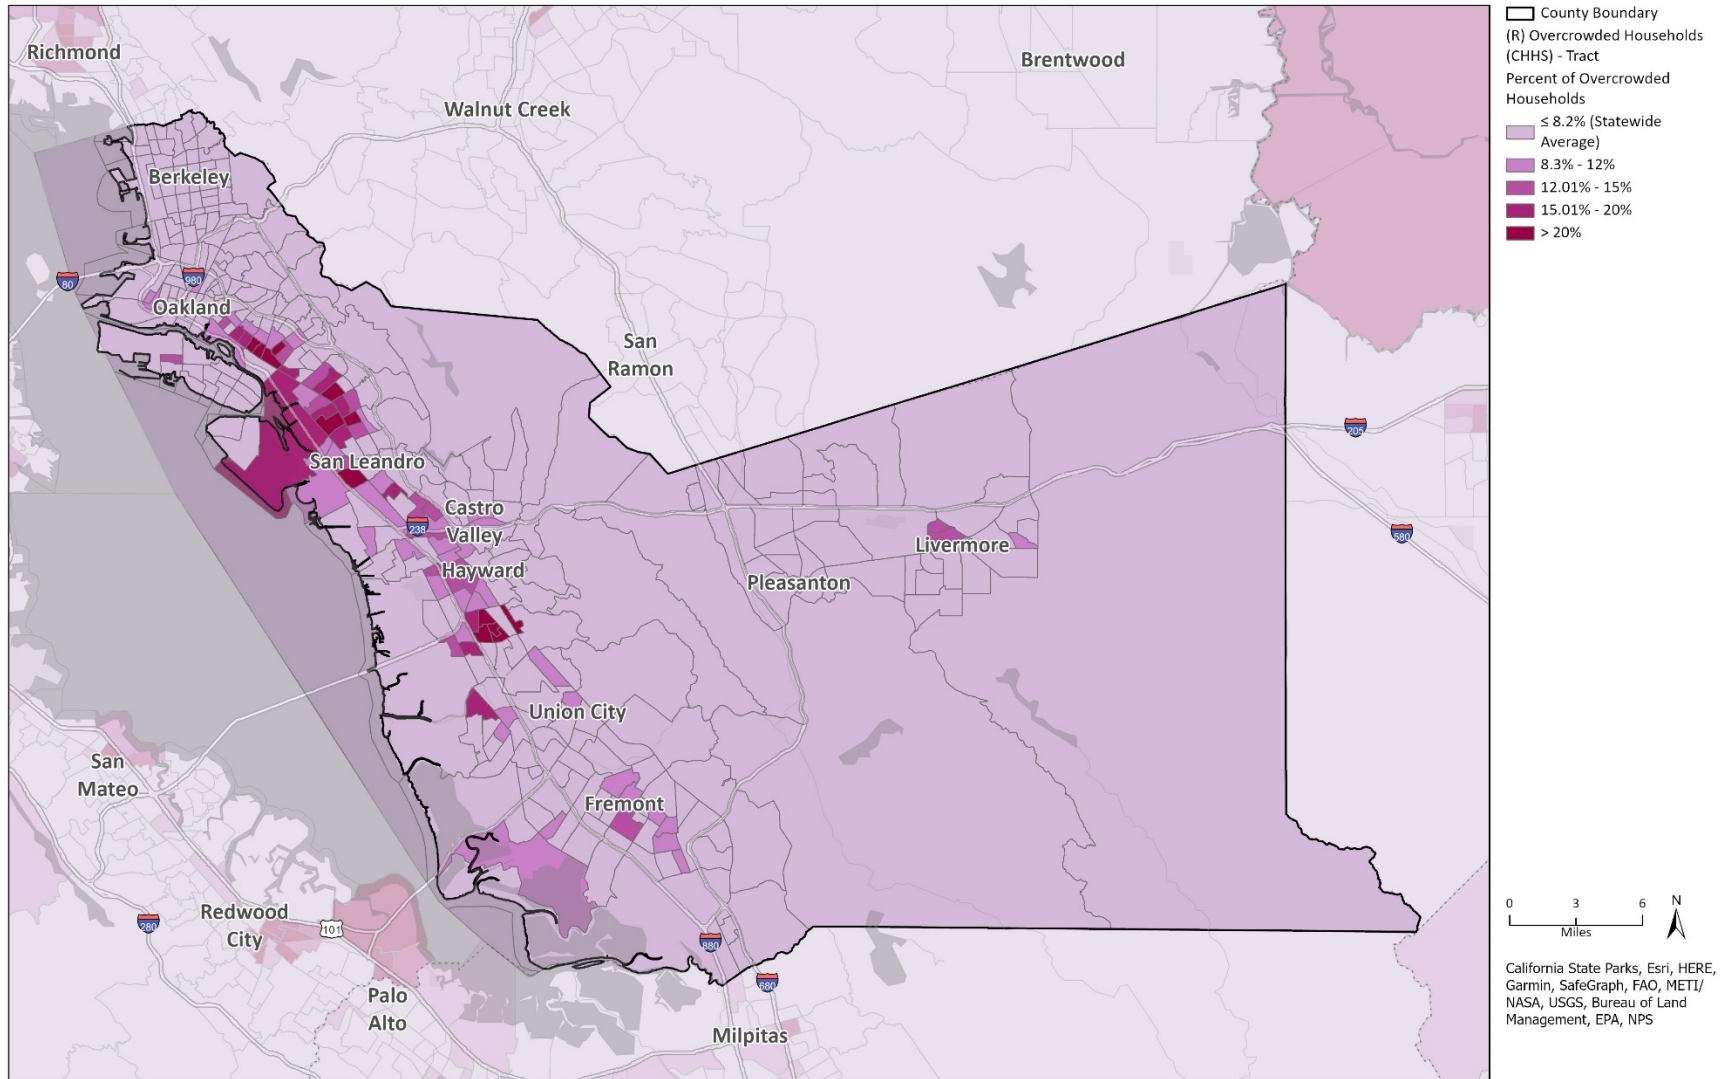 Richmond
Brentwood
Walnut Creek
Berkeley
80
980
Oakland
San
Ramon
205
San Leandro
Castro
Valley
238
Livermore
580
Hayward
Pleasanton
Union City
San
Mateo
Fremont
Redwood
City
280
101
880
680
Palo
Alto
Milpitas
County Boundary
(R) Overcrowded Households
(CHHS) - Tract
Percent of Overcrowded
Households
≤ 8.2% (Statewide
Average)
8.3% - 12%
12.01% - 15%
15.01% - 20%
> 20%
0 3 6
Miles
N
California State Parks, Esri, HERE,
Garmin, SafeGraph, FAO, METI/
NASA, USGS, Bureau of Land
Management, EPA, NPS